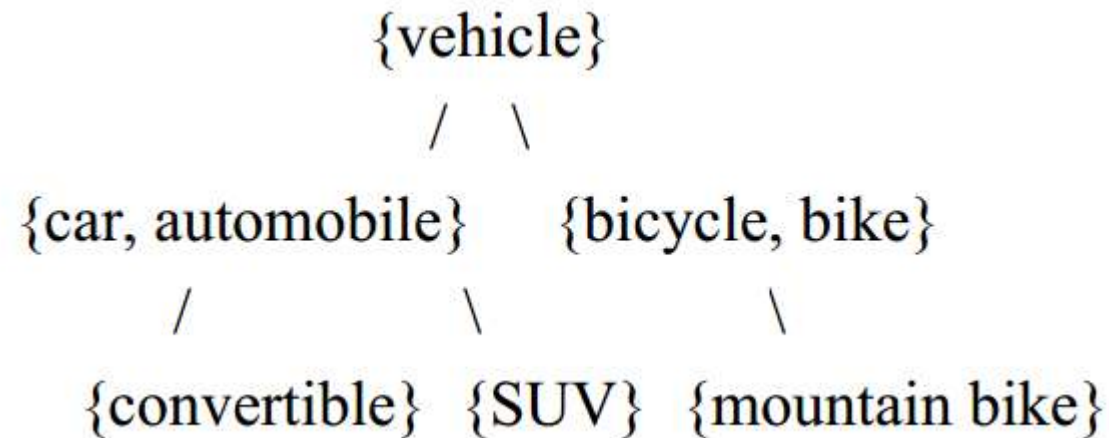 {vehicle}
/ \
{car, automobile} {bicycle, bike}
/ \ \
{convertible} {SUV} {mountain bike}